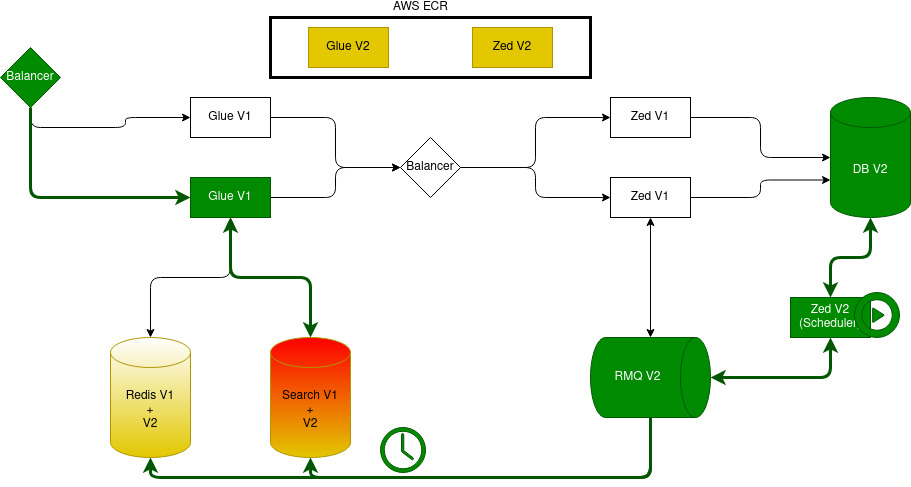 AWS ECR
Glue V2
Zed V2
Balancer
Glue V1
Zed V1
Balancer
DB V2
Glue V1
Zed V1
Zed V2
(Scheduler
RMQ V2
Redis V1
+
V2
Search V1
+
V2